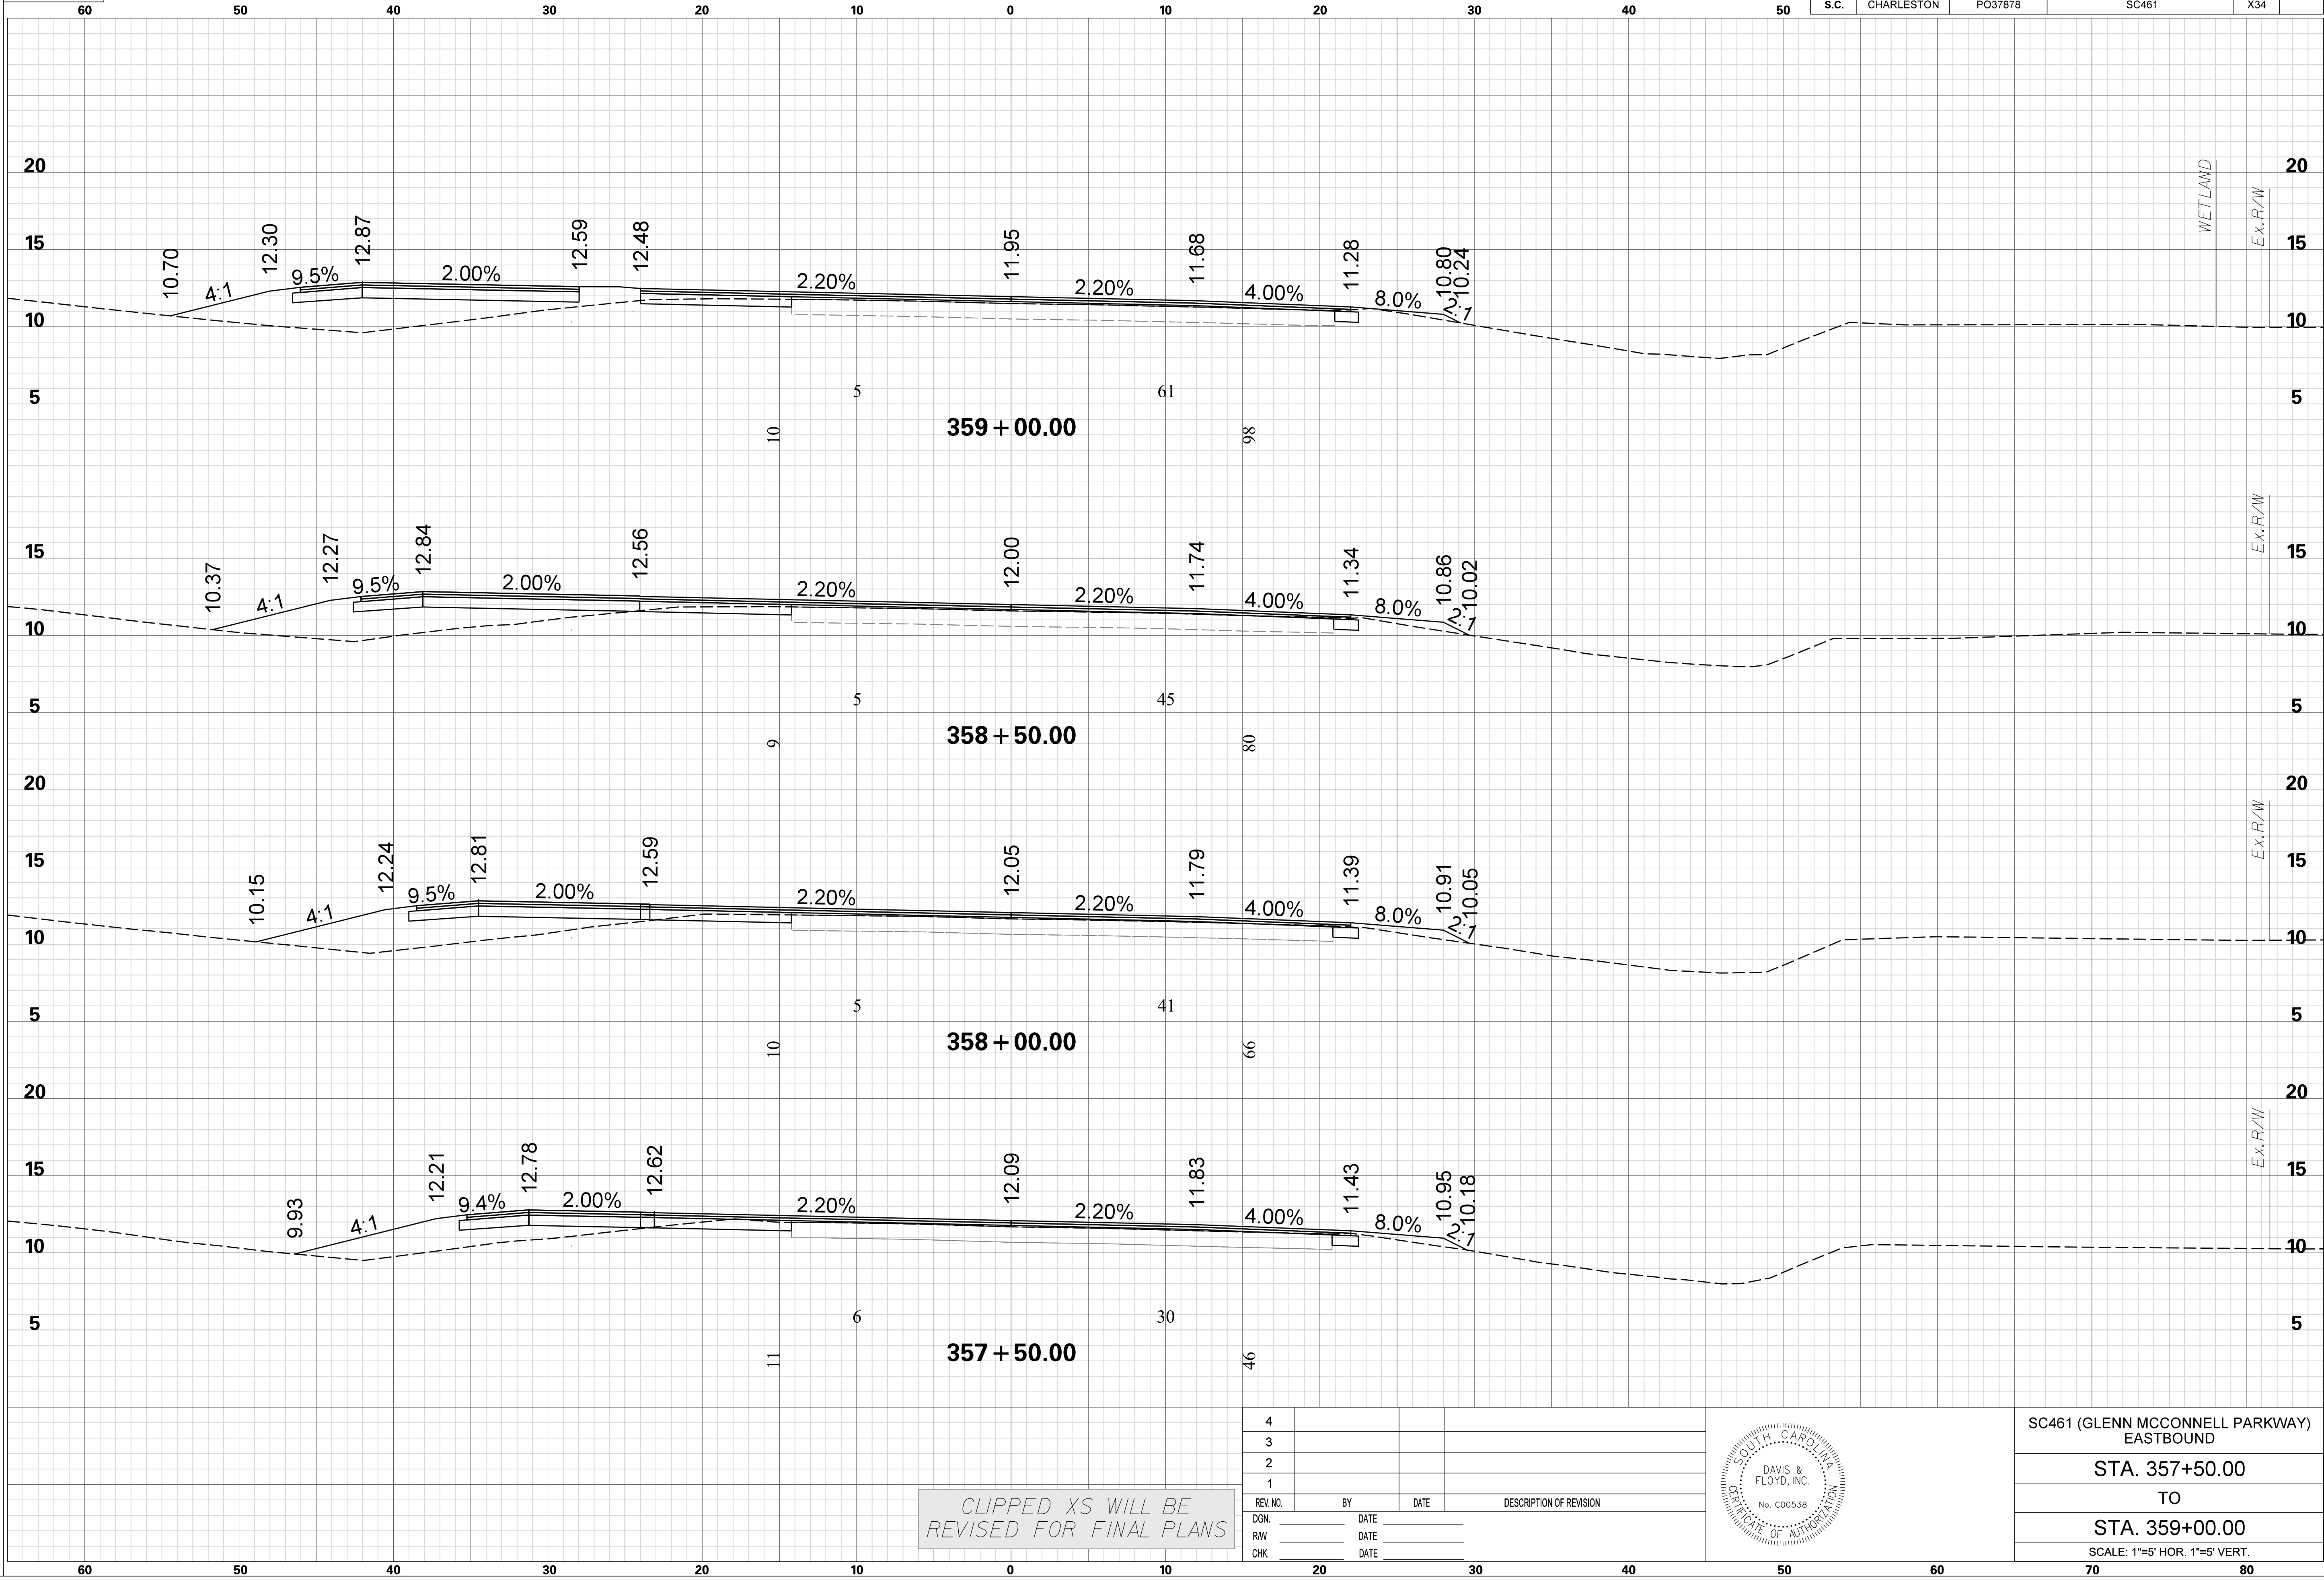 60 50 40 30 20 10 0 10 20 30 40 50
S.C. CHARLESTON PO37878 SC461 X34
20 WETLAND Ex.R/W 20
15 15
10.70 12.30 12.87 12.59 12.48 11.95 11.68 11.28 10.80 10.24
4:1 9.5% 2.00% 2.20% 2.20% 4.00% 8.0% 2:1
10 10
5 5 61 5
359+00.00
10 98
Ex.R/W
15 15
10.37 12.27 12.84 12.56 12.00 11.74 11.34 10.86 10.02
4:1 9.5% 2.00% 2.20% 2.20% 4.00% 8.0% 2:1
10 10
5 5 45 5
358+50.00
9 80
20 20
Ex.R/W
15 15
10.15 12.24 12.81 12.59 12.05 11.79 11.39 10.91 10.05
4:1 9.5% 2.00% 2.20% 2.20% 4.00% 8.0% 2:1
10 10
5 5 41 5
358+00.00
10 66
20 20
Ex.R/W
15 15
9.93 12.21 12.78 12.62 12.09 11.83 11.43 10.95 10.18
4:1 9.4% 2.00% 2.20% 2.20% 4.00% 8.0% 2:1
10 10
5 6 30 5
357+50.00
11 46
CLIPPED XS WILL BE
REVISED FOR FINAL PLANS
4
3
2
1
REV. NO. BY DATE DESCRIPTION OF REVISION
DGN. DATE
R/W DATE
CHK. DATE
SOUTH CAROLINA
DAVIS &
FLOYD, INC.
No. C00538
CERTIFICATE OF AUTHORIZATION
SC461 (GLENN MCCONNELL PARKWAY)
EASTBOUND
STA. 357+50.00
TO
STA. 359+00.00
SCALE: 1"=5' HOR. 1"=5' VERT.
60 50 40 30 20 10 0 10 20 30 40 50 60 70 80